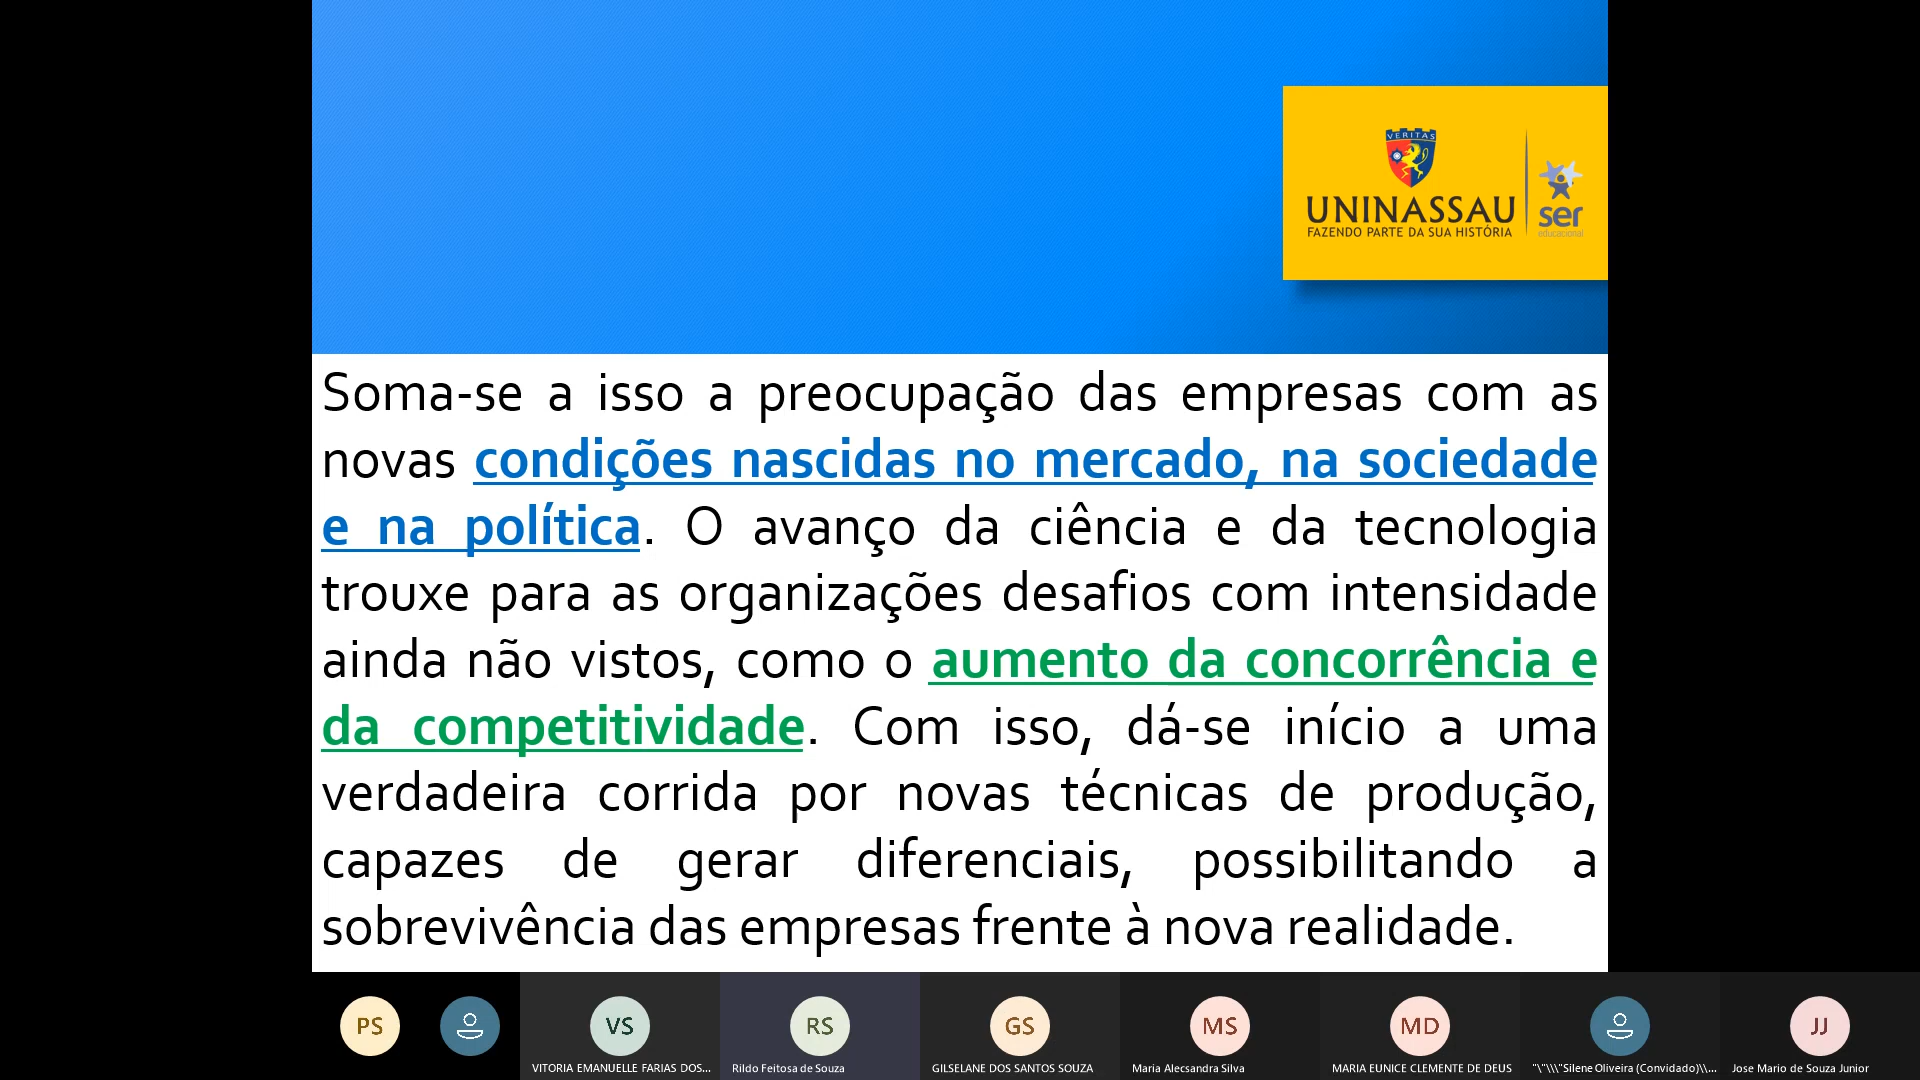 VERITAS
UNINASSAU
FAZENDO PARTE DA SUA HISTÓRIA
ser
educacional
Soma-se a isso a preocupação das empresas com as
novas condições nascidas no mercado, na sociedade
e na política. O avanço da ciência e da tecnologia
trouxe para as organizações desafios com intensidade
ainda não vistos, como o aumento da concorrência e
da competitividade. Com isso, dá-se início a uma
verdadeira corrida por novas técnicas de produção,
capazes de gerar diferenciais, possibilitando a
sobrevivência das empresas frente à nova realidade.
PS
VS
RS
GS
MS
MD
JJ
VITORIA EMANUELLE FARIAS DOS...
Rildo Feitosa de Souza
GILSELANE DOS SANTOS SOUZA
Maria Alecsandra Silva
MARIA EUNICE CLEMENTE DE DEUS
"\"\\\"Silene Oliveira (Convidado)\\...
Jose Mario de Souza Junior